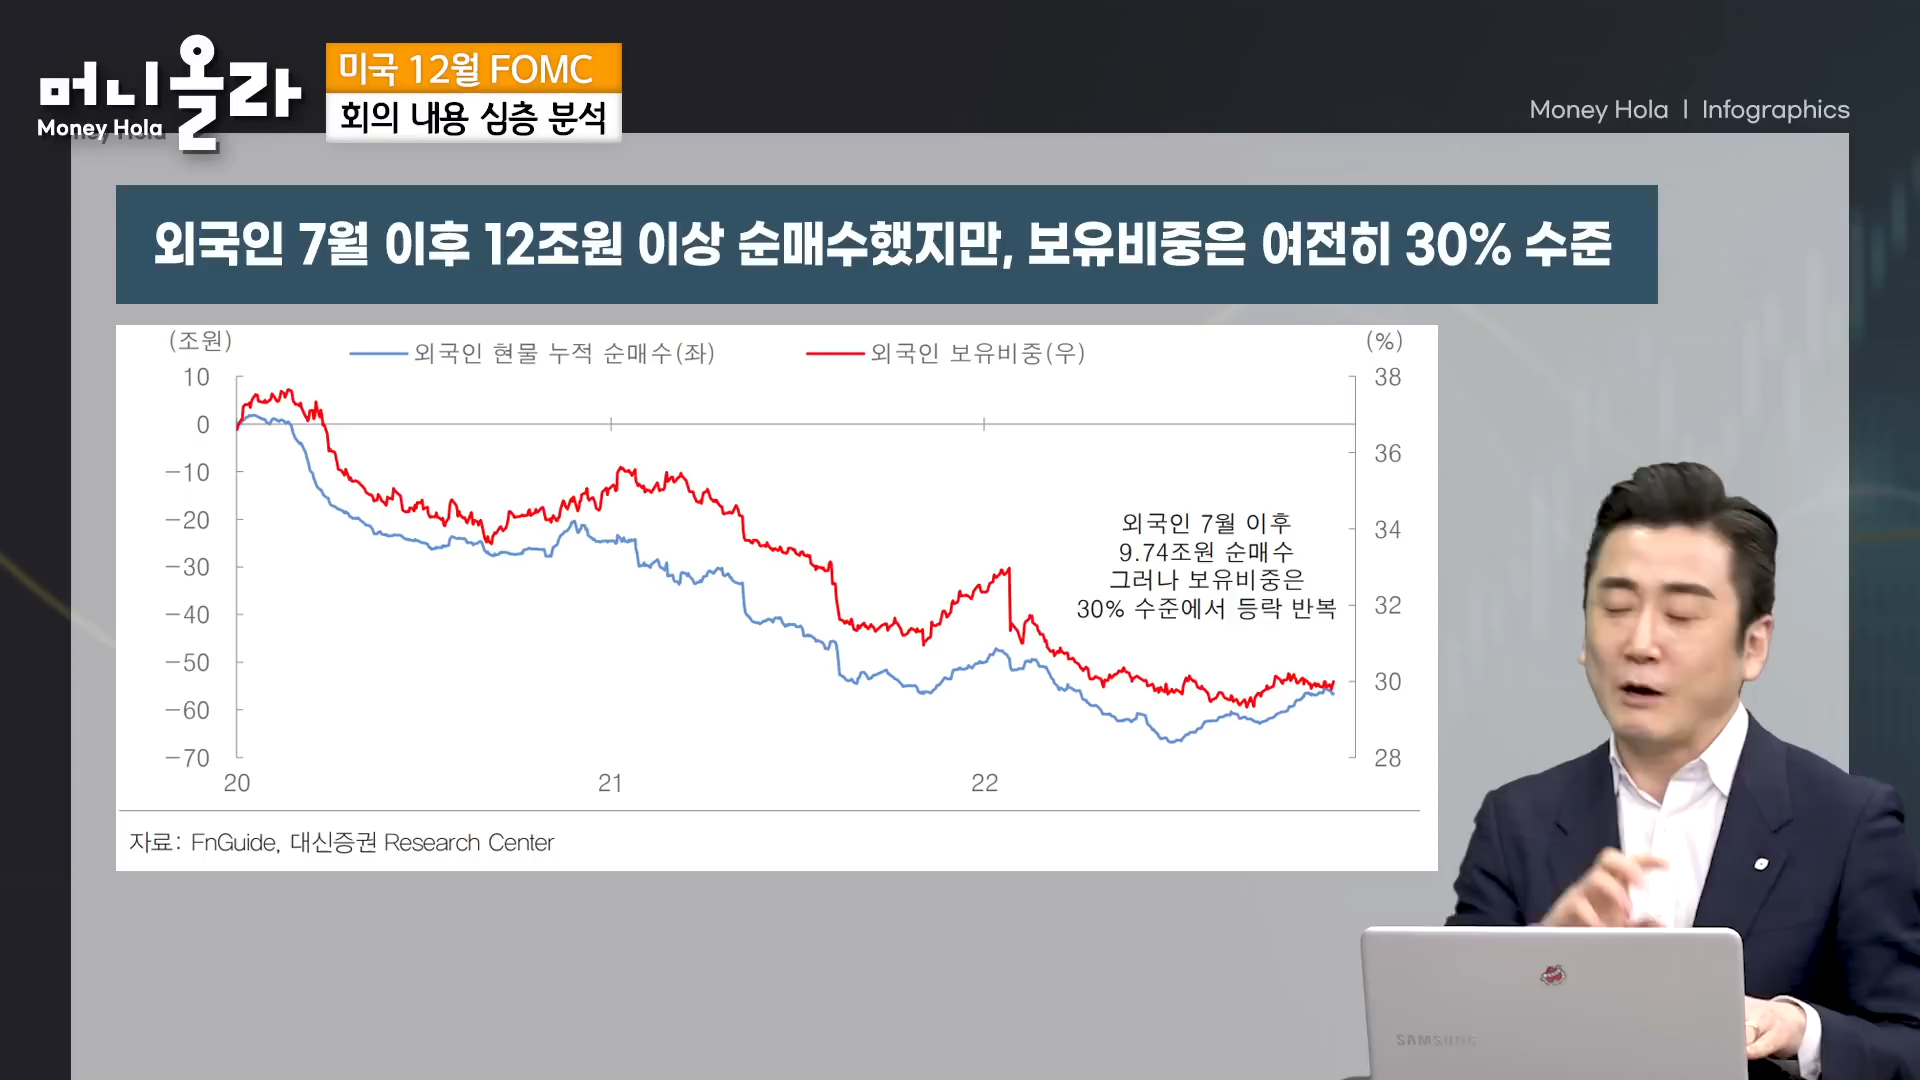 머니올라
Money Hola
미국 12월 FOMC
회의 내용 심층 분석
Money Hola | Infographics
외국인 7월 이후 12조원 이상 순매수했지만, 보유비중은 여전히 30% 수준
(조원)
외국인 현물 누적 순매수(좌)
외국인 보유비중(우)
(%)
10
0
-10
-20
-30
-40
-50
-60
-70
38
36
34
32
30
28
외국인 7월 이후
9.74조원 순매수
그러나 보유비중은
30% 수준에서 등락 반복
20
21
22
자료: FnGuide, 대신증권 Research Center
SAMSUNG